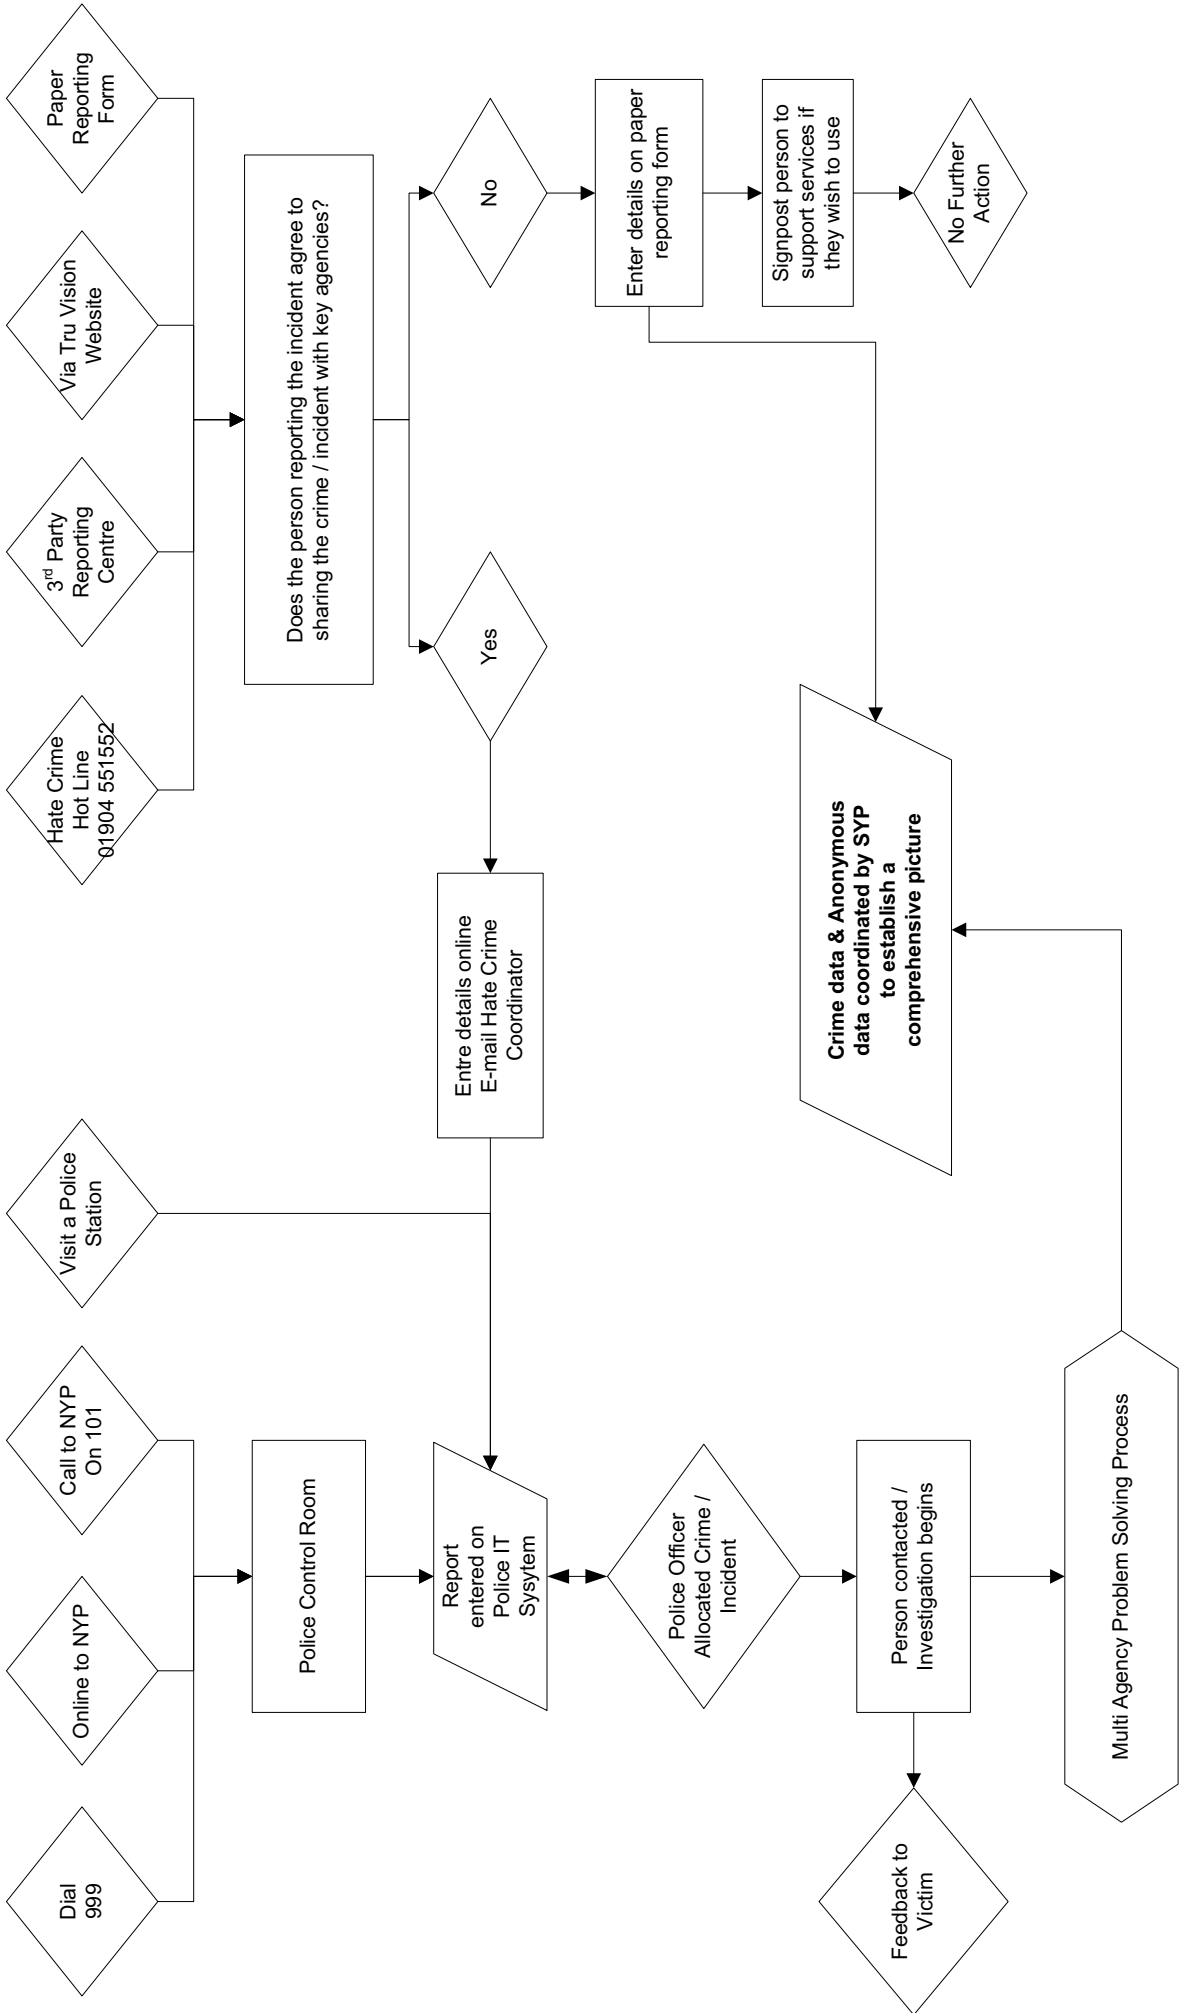 Dial
999
Online to NYP
Call to NYP
On 101
Visit a Police
Station
Hate Crime
Hot Line
01904 551552
3rd Party
Reporting
Centre
Via Tru Vision
Website
Paper
Reporting
Form
Police Control Room
Does the person reporting the incident agree to
sharing the crime / incident with key agencies?
Report
entered on
Police IT
Sysytem
Entre details online
E-mail Hate Crime
Coordinator
Yes
No
Police Officer
Allocated Crime /
Incident
Enter details on paper
reporting form
Signpost person to
support services if
they wish to use
Person contacted /
Investigation begins
Crime data & Anonymous
data coordinated by SYP
to establish a
comprehensive picture
Feedback to
Victim
No Further
Action
Multi Agency Problem Solving Process